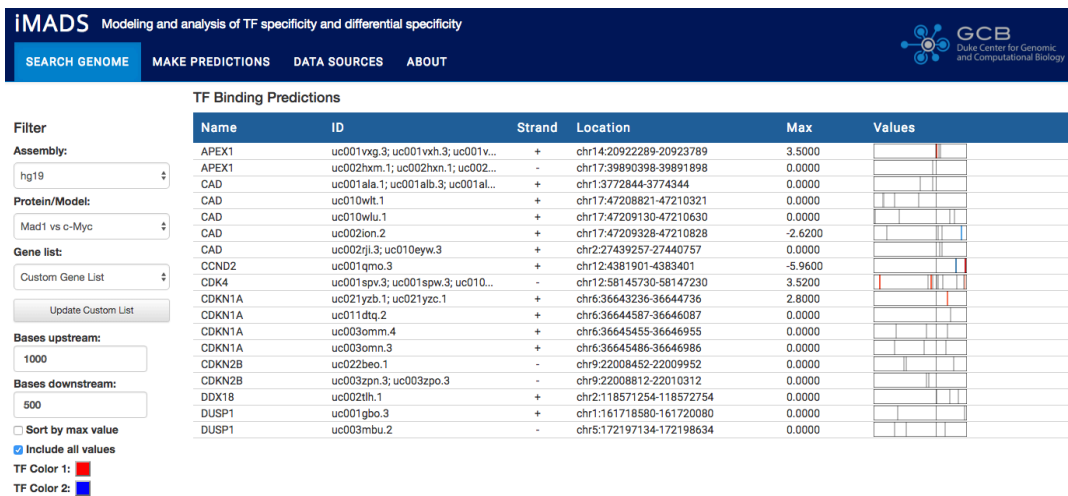 iMADS Modeling and analysis of TF specificity and differential specificity
GCB
Duke Center for Genomic
and Computational Biology
SEARCH GENOME MAKE PREDICTIONS DATA SOURCES ABOUT
TF Binding Predictions
Filter
Assembly:
hg19
Protein/Model:
Mad1 vs c-Myc
Gene list:
Custom Gene List
Update Custom List
Bases upstream:
1000
Bases downstream:
500
Sort by max value
Include all values
TF Color 1:
TF Color 2:
Name ID Strand Location Max Values
APEX1 uc001vxg.3; uc001vxh.3; uc001v... + chr14:20922289-20923789 3.5000
APEX1 uc002hxm.1; uc002hxn.1; uc002... - chr17:39890398-39891898 0.0000
CAD uc001ala.1; uc001alb.3; uc001al... + chr1:3772844-3774344 0.0000
CAD uc010wlt.1 + chr17:47208821-47210321 0.0000
CAD uc010wlu.1 + chr17:47209130-47210630 0.0000
CAD uc002ion.2 + chr17:47209328-47210828 -2.6200
CAD uc002rji.3; uc010eyw.3 + chr2:27439257-27440757 0.0000
CCND2 uc001qmo.3 + chr12:4381901-4383401 -5.9600
CDK4 uc001spv.3; uc001spw.3; uc010... - chr12:58145730-58147230 3.5200
CDKN1A uc021yzb.1; uc021yzc.1 + chr6:36643236-36644736 2.8000
CDKN1A uc011dtq.2 + chr6:36644587-36646087 0.0000
CDKN1A uc003omm.4 + chr6:36645455-36646955 0.0000
CDKN1A uc003omn.3 + chr6:36645486-36646986 0.0000
CDKN2B uc022beo.1 - chr9:22008452-22009952 0.0000
CDKN2B uc003zpn.3; uc003zpo.3 - chr9:22008812-22010312 0.0000
DDX18 uc002tlh.1 + chr2:118571254-118572754 0.0000
DUSP1 uc001gbo.3 + chr1:161718580-161720080 0.0000
DUSP1 uc003mbu.2 - chr5:172197134-172198634 0.0000